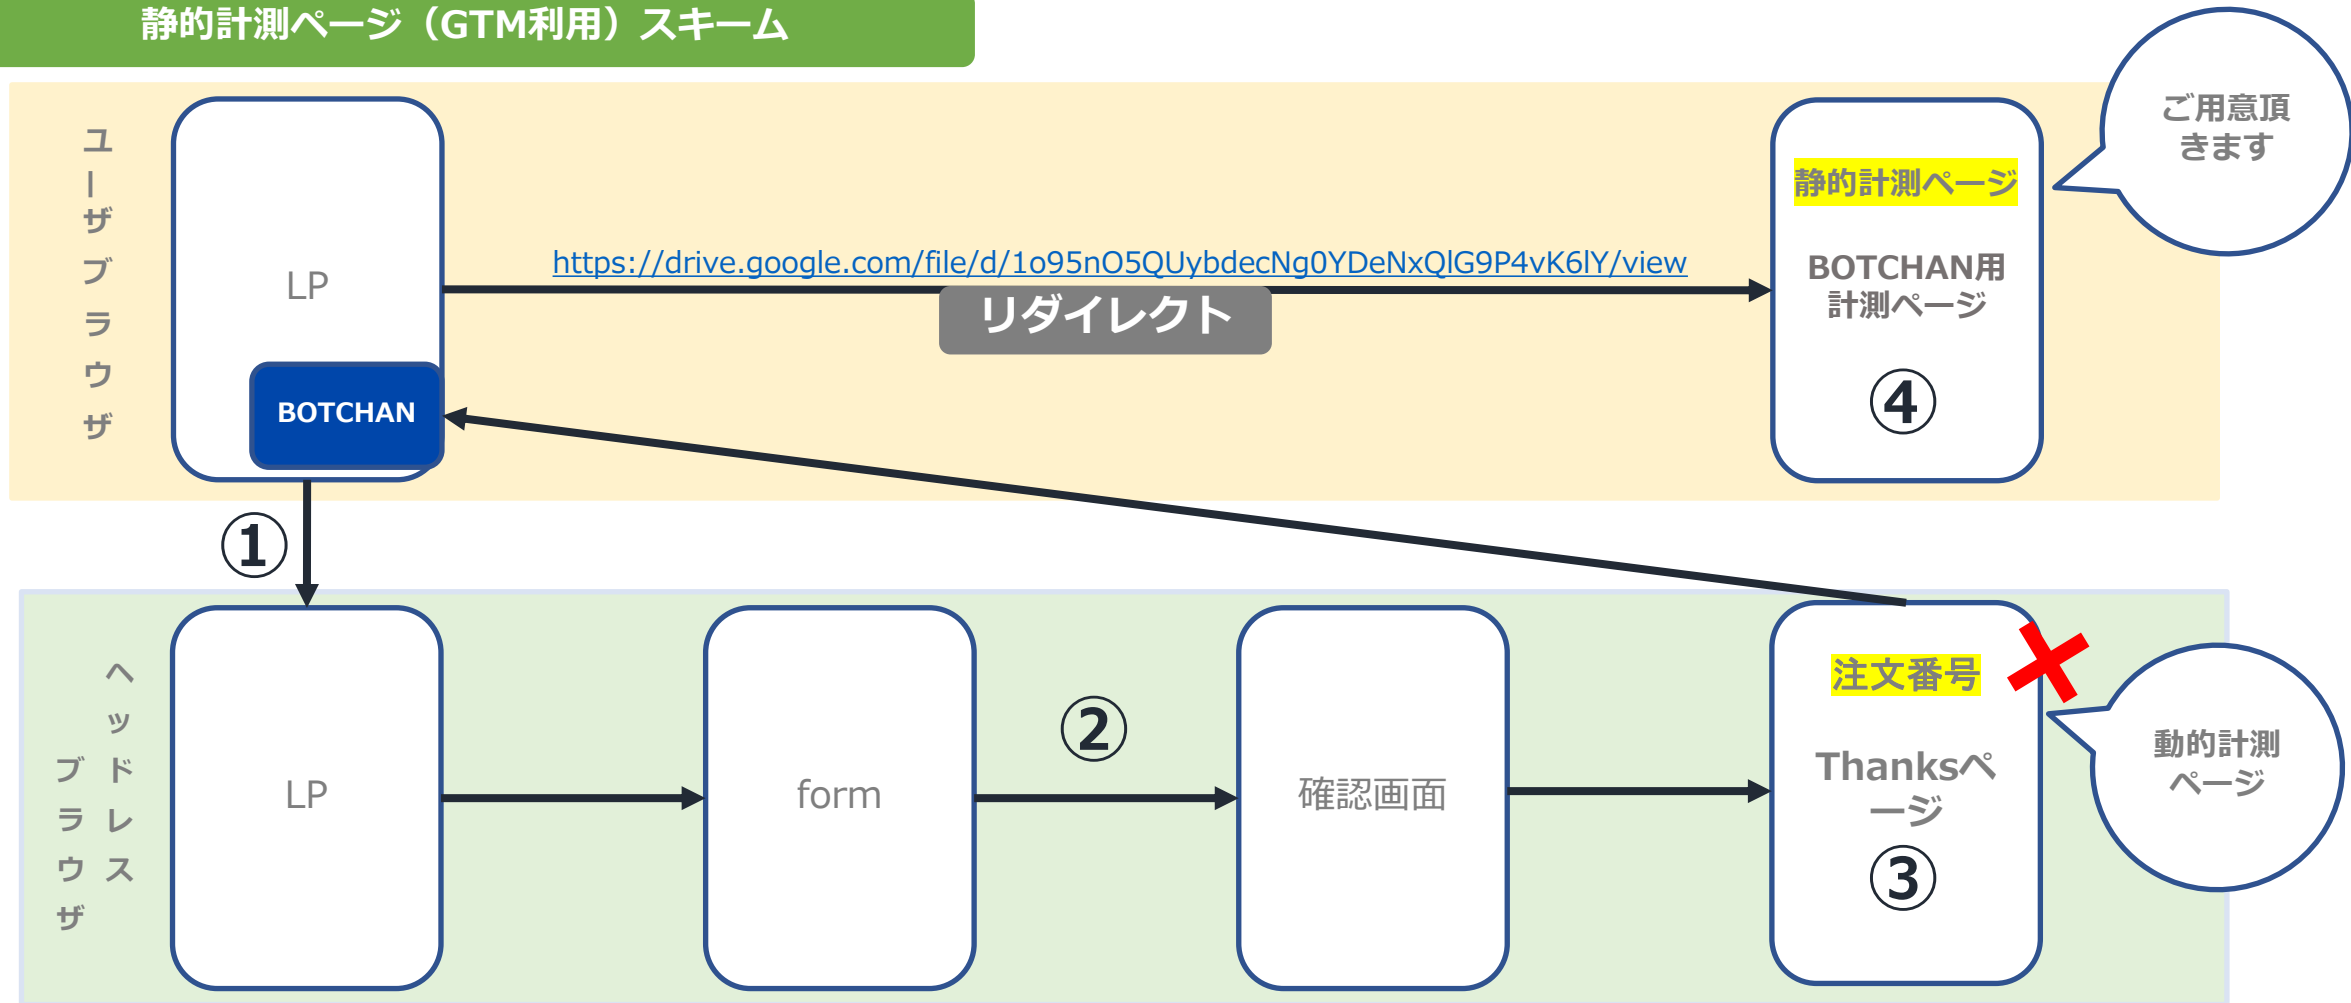 静的計測ページ（GTM利用）スキーム
ユーザブラウザ
LP
BOTCHAN
https://drive.google.com/file/d/1o95nO5QUybdecNg0YDeNxQlG9P4vK6lY/view
リダイレクト
静的計測ページ
BOTCHAN用
計測ページ
④
ご用意頂
きます
①
ヘッドレス
ブラウザ
LP
form
②
確認画面
注文番号
Thanksペ
ージ
③
動的計測
ページ